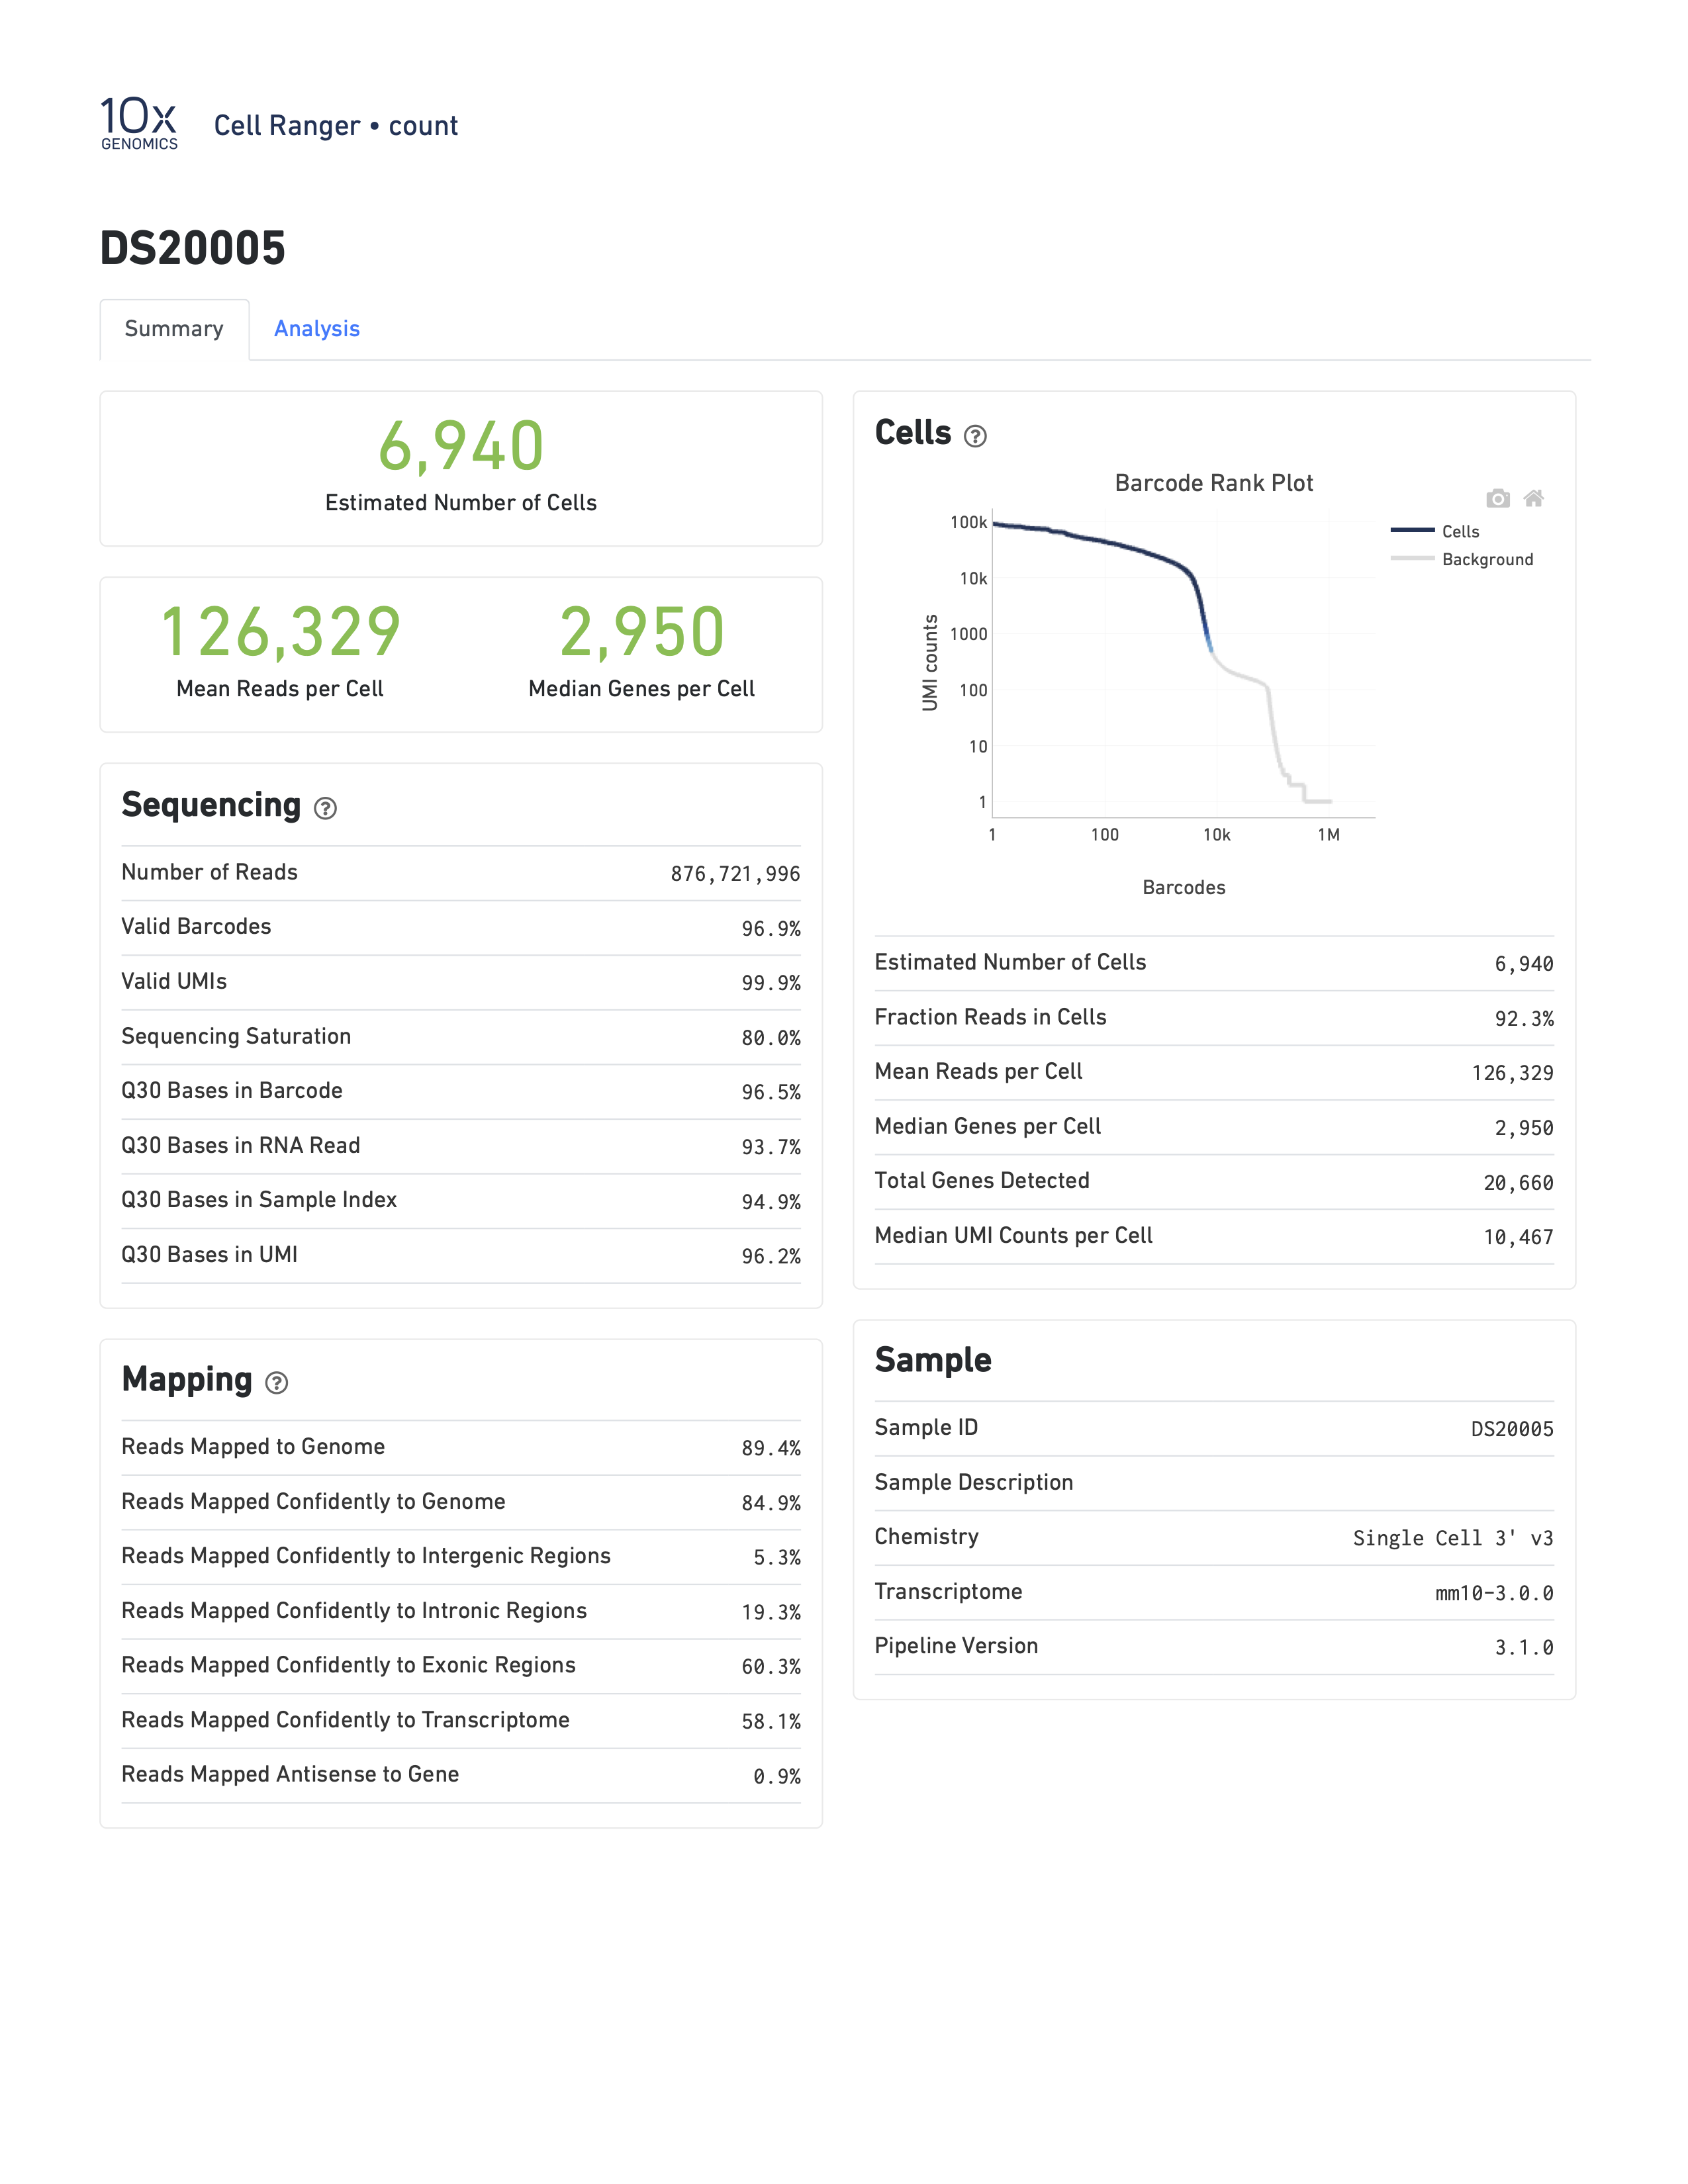 10x
GENOMICS
Cell Ranger • count
DS20005
Summary
Analysis
6,940
Estimated Number of Cells
126,329
Mean Reads per Cell
2,950
Median Genes per Cell
Sequencing ?
Number of Reads 876,721,996
Valid Barcodes 96.9%
Valid UMIs 99.9%
Sequencing Saturation 80.0%
Q30 Bases in Barcode 96.5%
Q30 Bases in RNA Read 93.7%
Q30 Bases in Sample Index 94.9%
Q30 Bases in UMI 96.2%
Mapping ?
Reads Mapped to Genome 89.4%
Reads Mapped Confidently to Genome 84.9%
Reads Mapped Confidently to Intergenic Regions 5.3%
Reads Mapped Confidently to Intronic Regions 19.3%
Reads Mapped Confidently to Exonic Regions 60.3%
Reads Mapped Confidently to Transcriptome 58.1%
Reads Mapped Antisense to Gene 0.9%
Cells ?
Barcode Rank Plot
Cells
Background
UMI counts
100k
10k
1000
100
10
1
1 100 10k 1M
Barcodes
Estimated Number of Cells 6,940
Fraction Reads in Cells 92.3%
Mean Reads per Cell 126,329
Median Genes per Cell 2,950
Total Genes Detected 20,660
Median UMI Counts per Cell 10,467
Sample
Sample ID DS20005
Sample Description
Chemistry Single Cell 3' v3
Transcriptome mm10-3.0.0
Pipeline Version 3.1.0